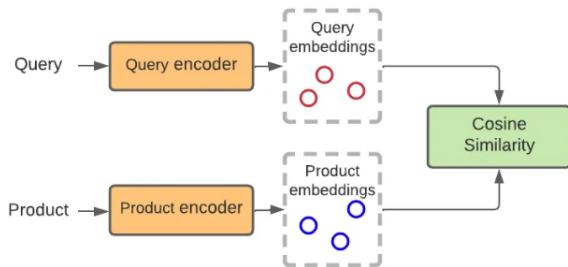 Query
Query encoder
Query
embeddings
Cosine
Similarity
Product
Product encoder
Product
embeddings